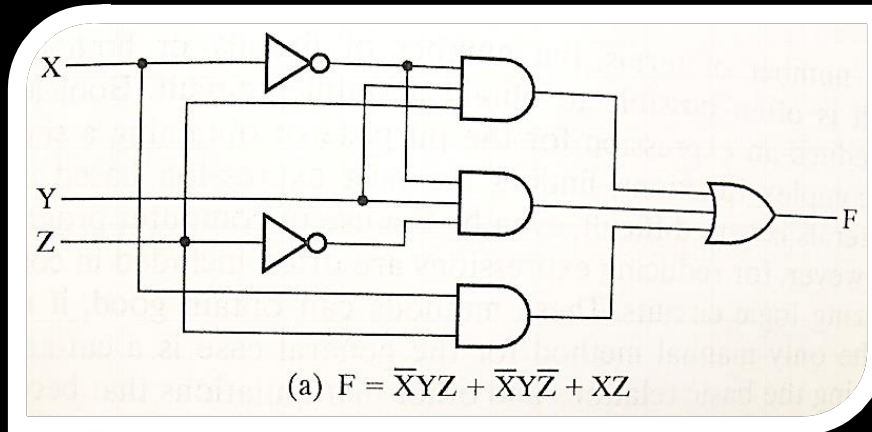 X
Y
Z
F
(a) F = X̅YZ + X̅YZ̅ + XZ